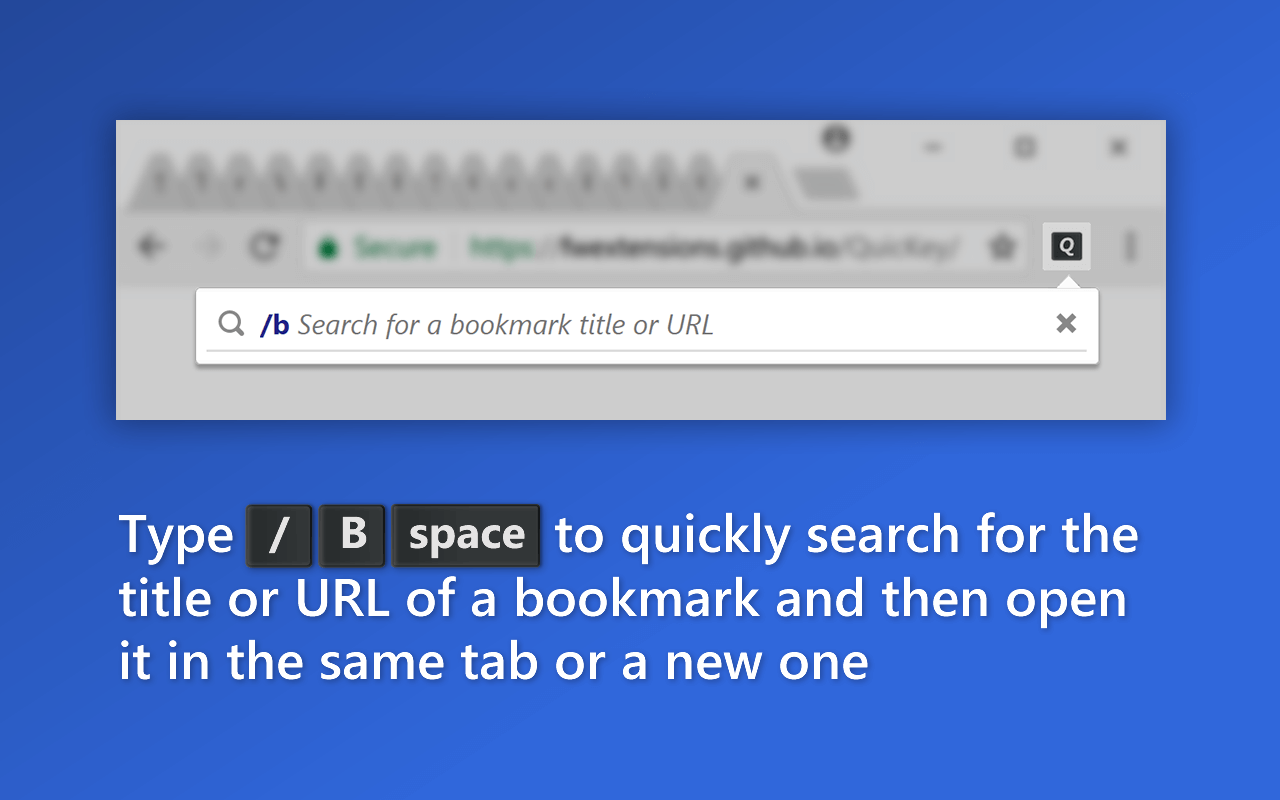 Secure https://fwextensions.github.io/QuicKey/
Q
/b Search for a bookmark title or URL
Type / B space to quickly search for the
title or URL of a bookmark and then open
it in the same tab or a new one